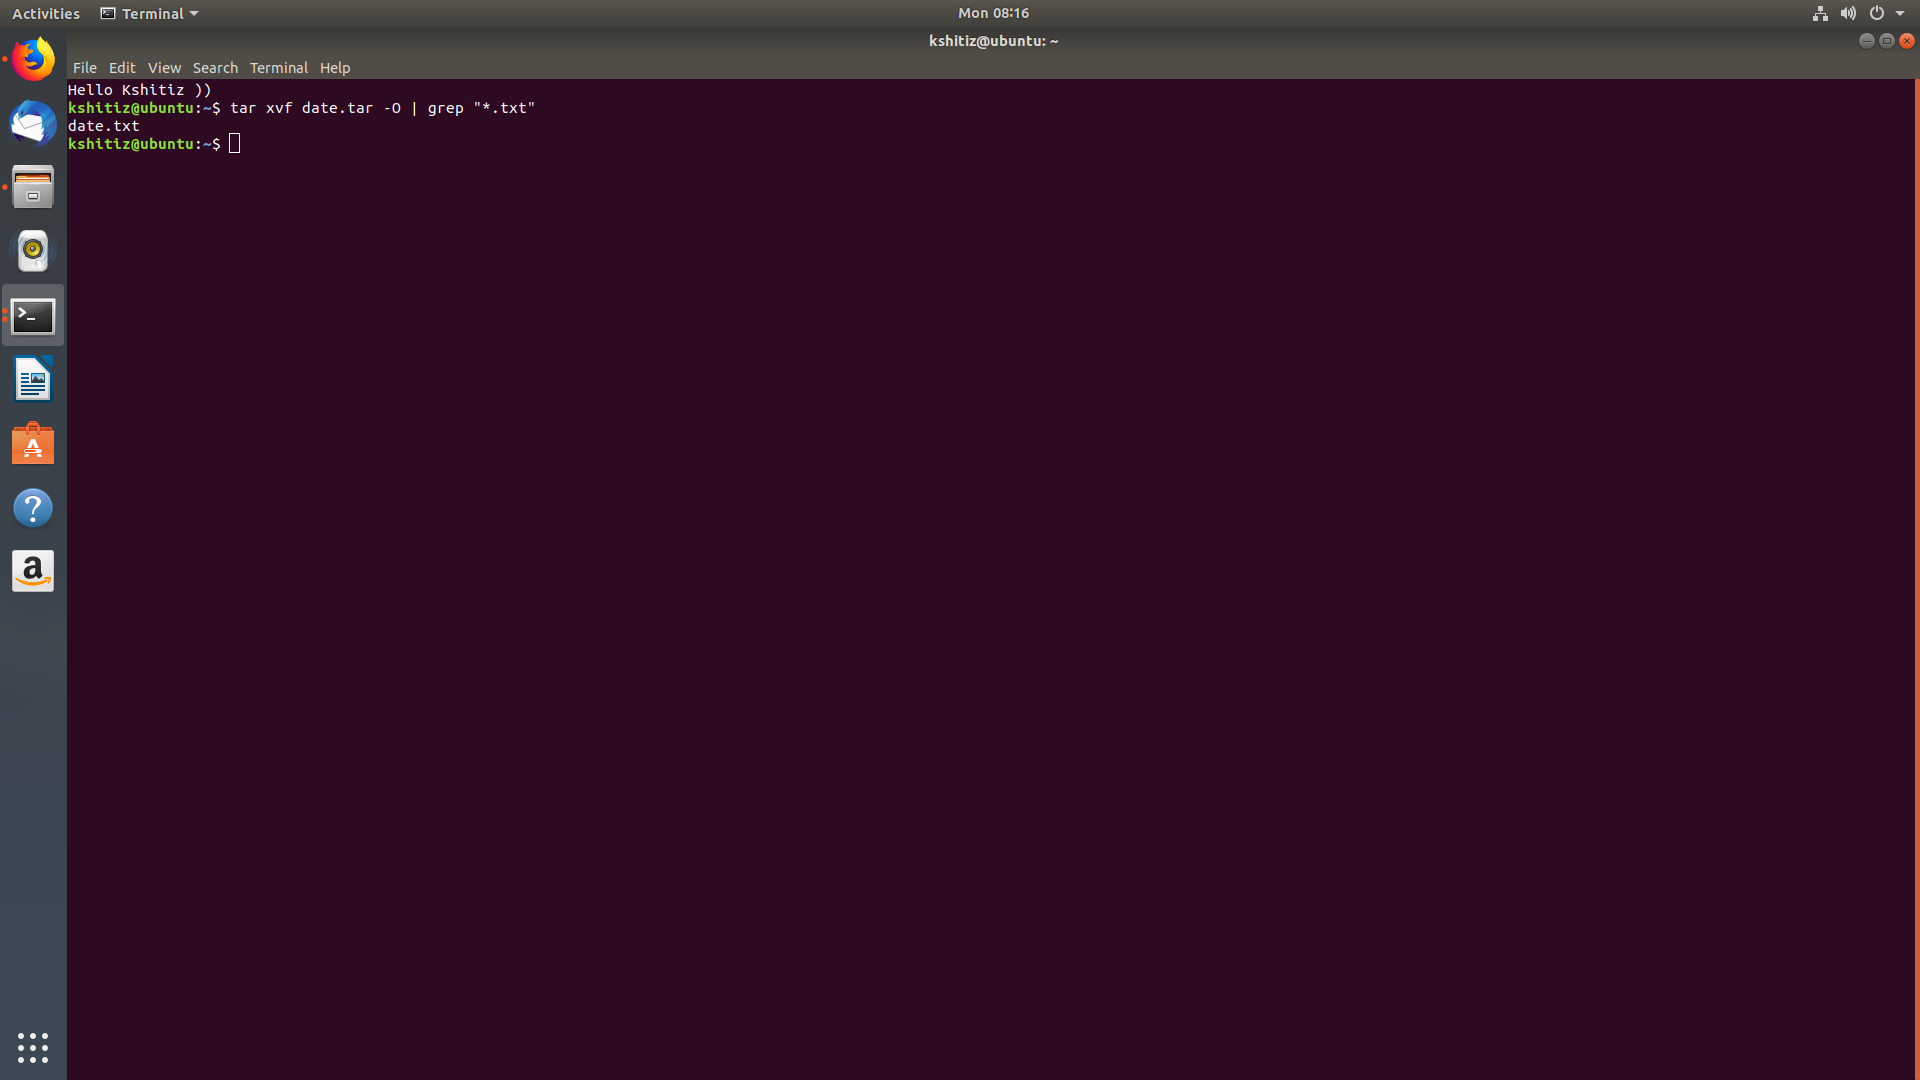 Activities Terminal Mon 08:16
kshitiz@ubuntu: ~
File Edit View Search Terminal Help
Hello Kshitiz ))
kshitiz@ubuntu:~$ tar xvf date.tar -O | grep "*.txt"
date.txt
kshitiz@ubuntu:~$